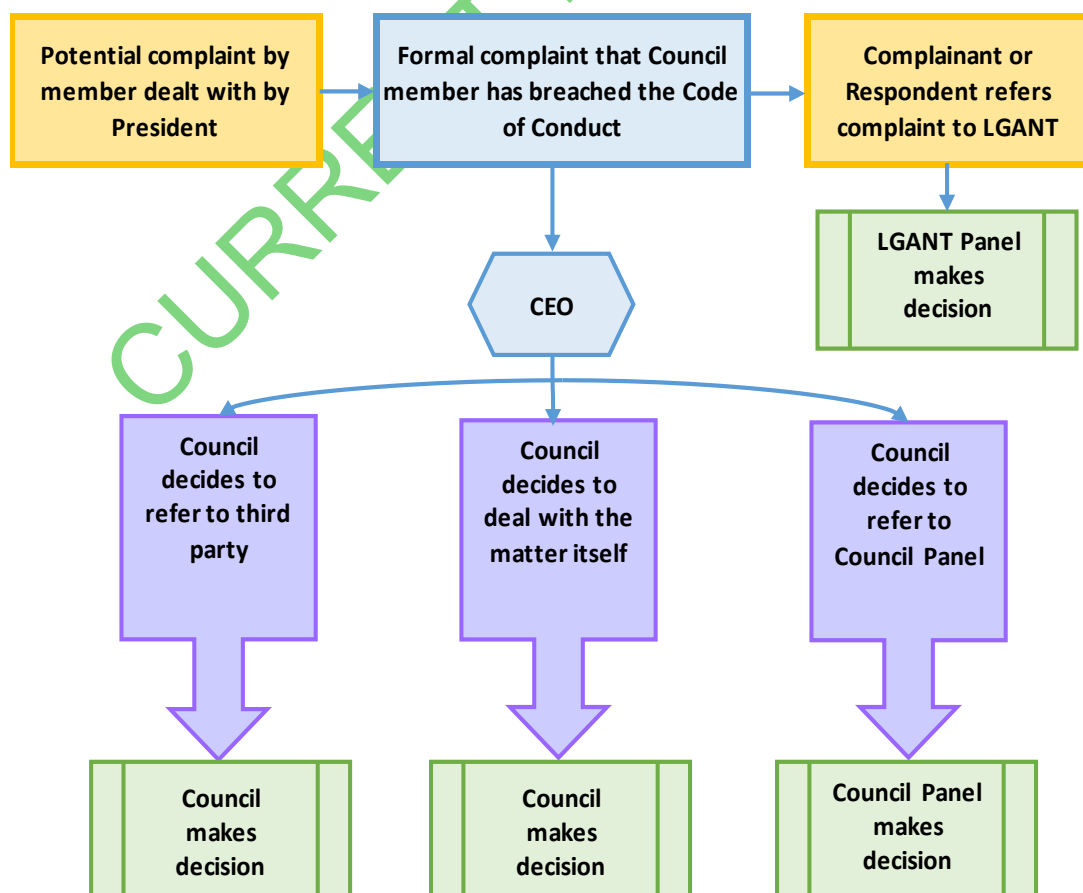 Potential complaint by
member dealt with by
President
Formal complaint that Council
member has breached the Code
of Conduct
Complainant or
Respondent refers
complaint to LGANT
LGANT Panel
makes
decision
CEO
Council
decides to
refer to third
party
Council
decides to
deal with the
matter itself
Council
decides to
refer to
Council Panel
Council
makes
decision
Council
makes
decision
Council Panel
makes
decision